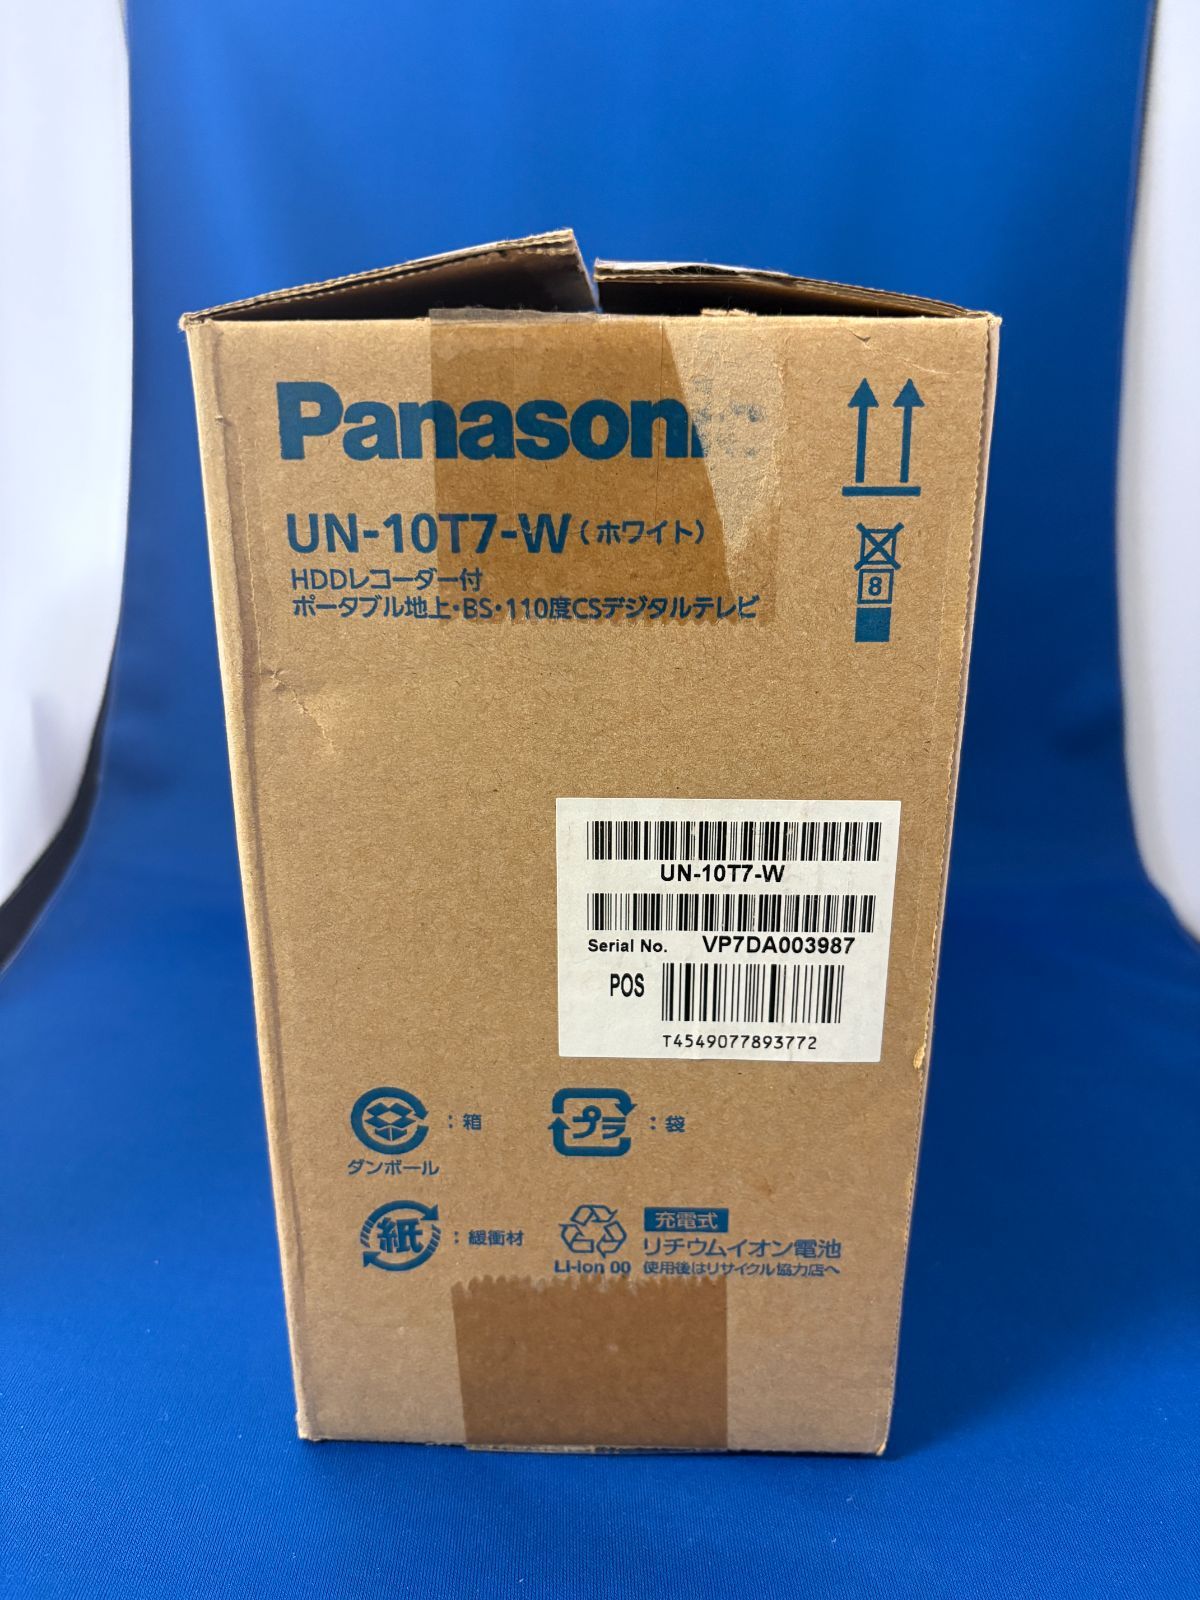 Panasonic
UN-10T7-W（ホワイト）
HDDレコーダー付
ポータブル地上・BS・110度CSデジタルテレビ
8
UN-10T7-W
Serial No. VP7DA003987
POS
T4549077893772
：箱
プラ：袋
ダンボール
紙：緩衝材
充電式
リチウムイオン電池
Li-ion 00 使用後はリサイクル協力店へ